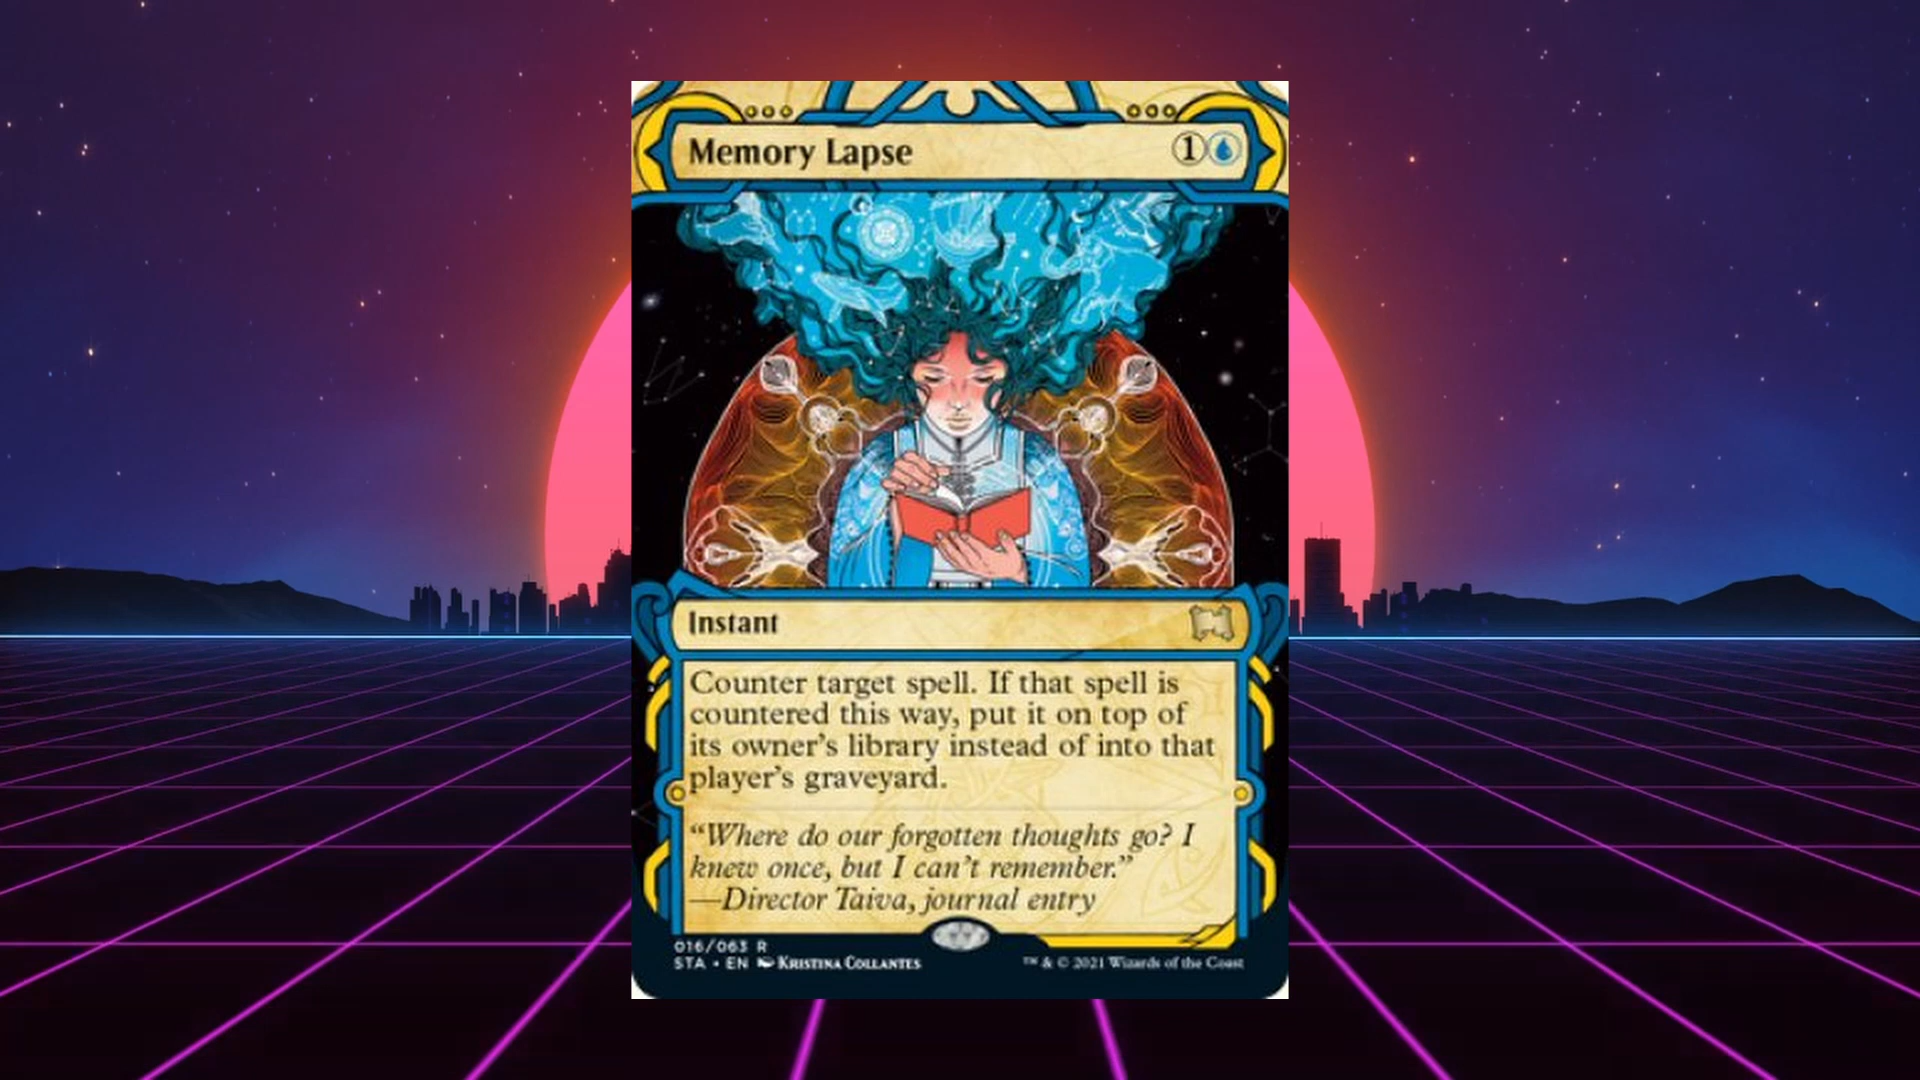 Memory Lapse 1
Instant
Counter target spell. If that spell is
countered this way, put it on top of
its owner's library instead of into that
player's graveyard.
“Where do our forgotten thoughts go? I
knew once, but I can't remember.”
—Director Taiva, journal entry
016/063 R
STA • EN KRISTINA COLLANTES
™ & © 2021 Wizards of the Coast